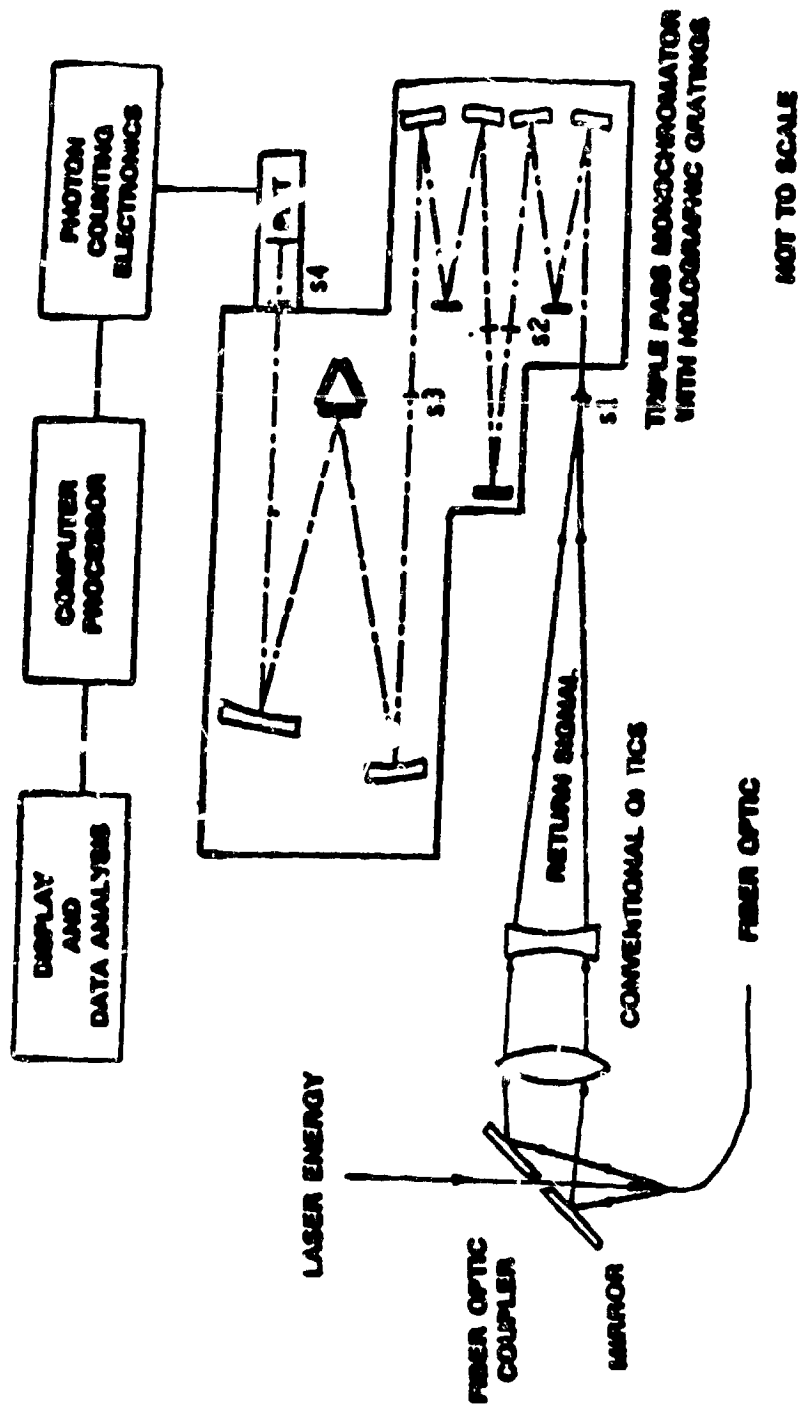 DISPLAY
AND
DATA ANALYSIS
COMPUTER
PROCESSOR
PHOTON
COUNTING
ELECTRONICS
LASER ENERGY
S4
S3
S2
S1
FIBER OPTIC
COUPLER
MIRROR
RETURN SIGNAL
CONVENTIONAL
FIBER OPTIC
TRIPLE PASS MONOCHROMATOR
WITH HOLOGRAPHIC GRATINGS
NOT TO SCALE